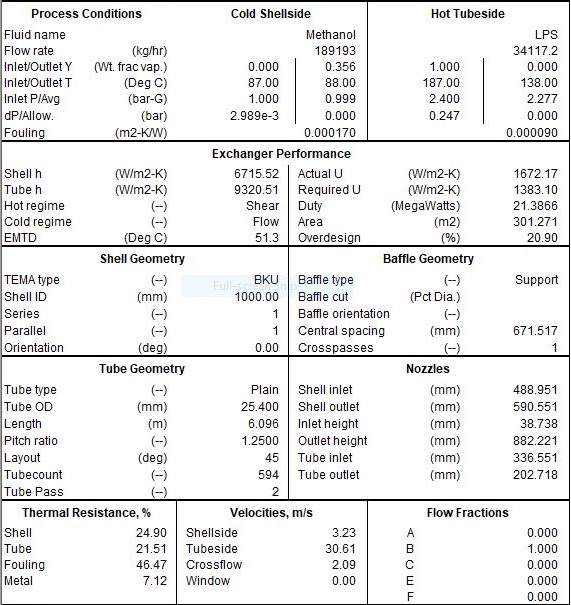 Process Conditions Cold Shellside Hot Tubeside
Fluid name Methanol LPS
Flow rate (kg/hr) 189193 34117.2
Inlet/Outlet Y (Wt. frac vap.) 0.000 0.356 1.000 0.000
Inlet/Outlet T (Deg C) 87.00 88.00 187.00 138.00
Inlet P/Avg (bar-G) 1.000 0.999 2.400 2.277
dP/Allow. (bar) 2.989e-3 0.000 0.247 0.000
Fouling (m2-K/W) 0.000170 0.000090
Exchanger Performance
Shell h (W/m2-K) 6715.52 Actual U (W/m2-K) 1672.17
Tube h (W/m2-K) 9320.51 Required U (W/m2-K) 1383.10
Hot regime (--) Shear Duty (MegaWatts) 21.3866
Cold regime (--) Flow Area (m2) 301.271
EMTD (Deg C) 51.3 Overdesign (%) 20.90
Shell Geometry Baffle Geometry
TEMA type (--) BKU Baffle type (--) Support
Shell ID (mm) 1000.00 Baffle cut (Pct Dia.)
Series (--) 1 Baffle orientation (--)
Parallel (--) 1 Central spacing (mm) 671.517
Orientation (deg) 0.00 Crosspasses (--) 1
Tube Geometry Nozzles
Tube type (--) Plain Shell inlet (mm) 488.951
Tube OD (mm) 25.400 Shell outlet (mm) 590.551
Length (m) 6.096 Inlet height (mm) 38.738
Pitch ratio (--) 1.2500 Outlet height (mm) 882.221
Layout (deg) 45 Tube inlet (mm) 336.551
Tubecount (--) 594 Tube outlet (mm) 202.718
Tube Pass (--) 2
Thermal Resistance, % Velocities, m/s Flow Fractions
Shell 24.90 Shellside 3.23 A 0.000
Tube 21.51 Tubeside 30.61 B 1.000
Fouling 46.47 Crossflow 2.09 C 0.000
Metal 7.12 Window 0.00 E 0.000
F 0.000